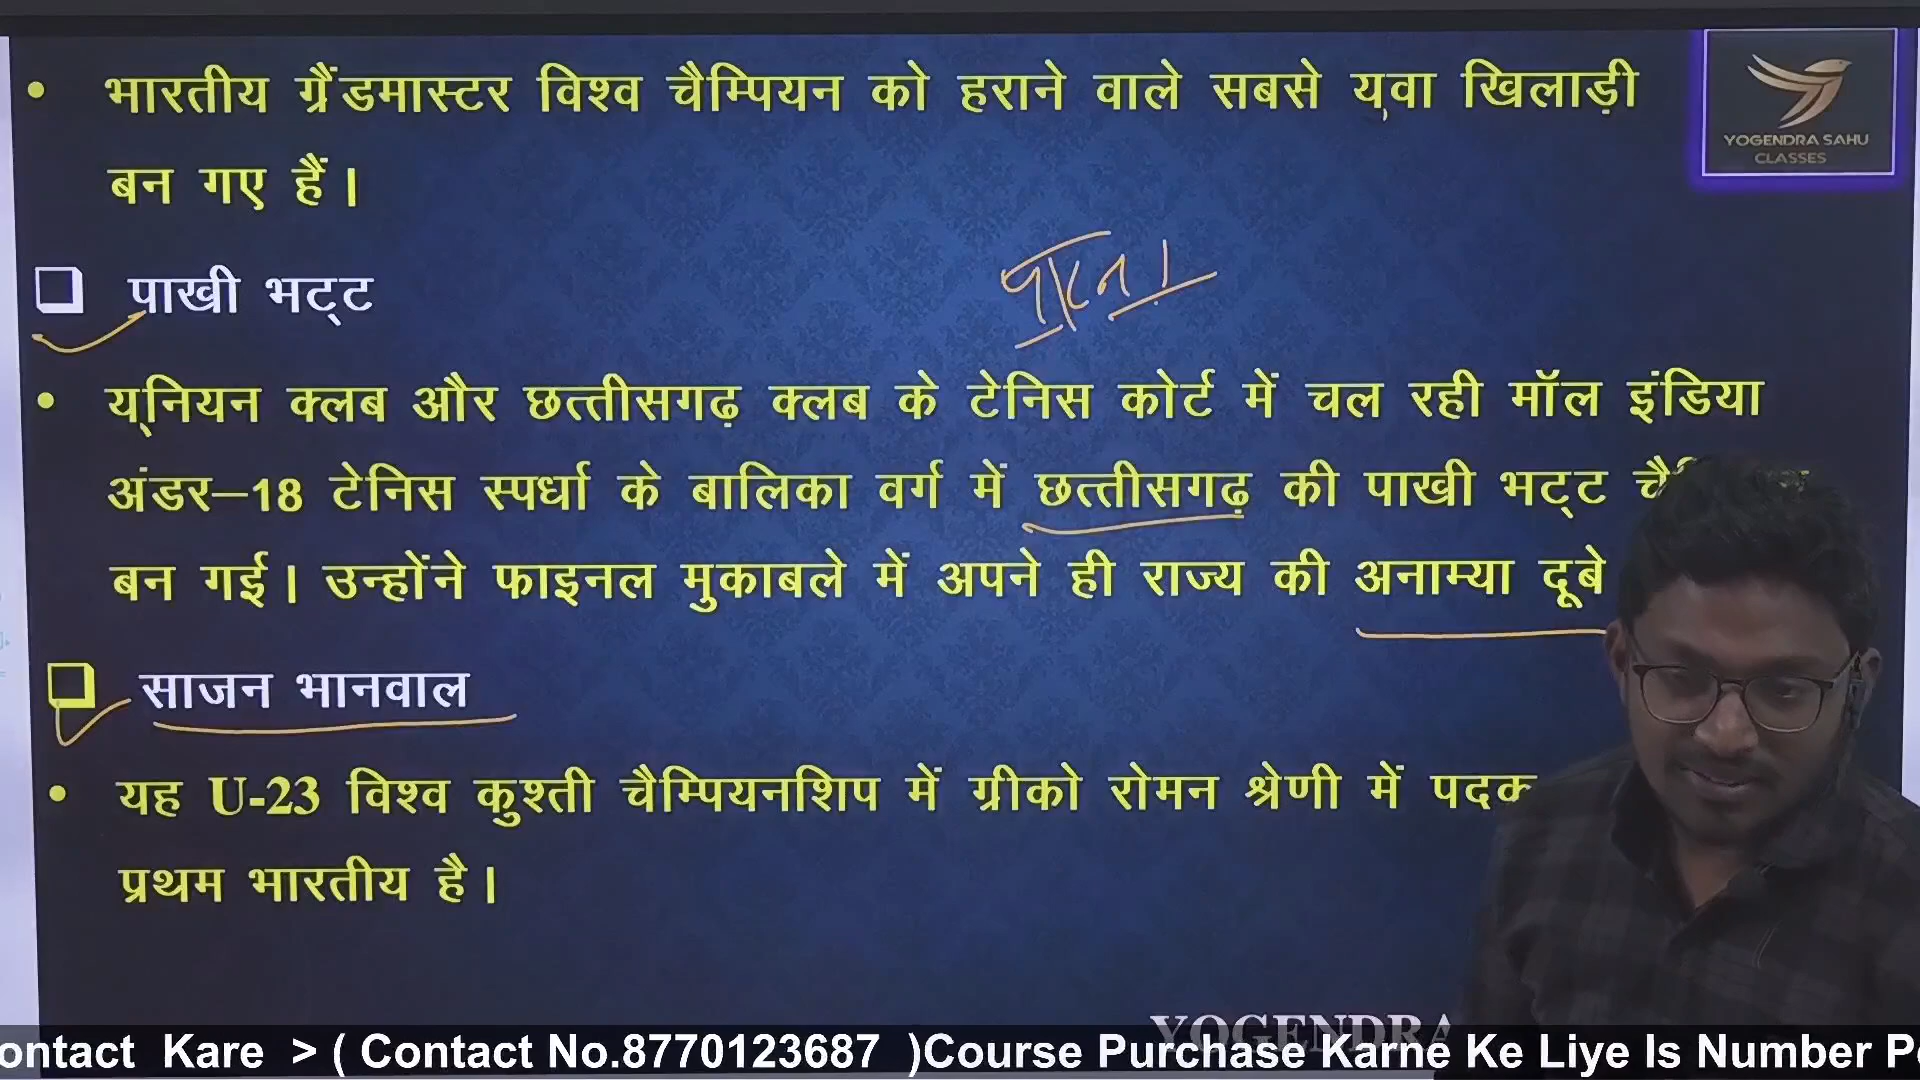 भारतीय ग्रैंडमास्टर विश्व चैम्पियन को हराने वाले सबसे युवा खिलाड़ी
बन गए हैं।
YOGENDRA SAHU
CLASSES
पाखी भट्ट
यूनियन क्लब और छत्तीसगढ़ क्लब के टेनिस कोर्ट में चल रही मॉल इंडिया
अंडर–18 टेनिस स्पर्धा के बालिका वर्ग में छत्तीसगढ़ की पाखी भट्ट
बन गई। उन्होंने फाइनल मुकाबले में अपने ही राज्य की अनाम्या दूबे
साजन भानवाल
यह U-23 विश्व कुश्ती चैम्पियनशिप में ग्रीको रोमन श्रेणी में पदक
प्रथम भारतीय है।
YOGENDRA
ontact Kare > ( Contact No.8770123687 )Course Purchase Karne Ke Liye Is Number P